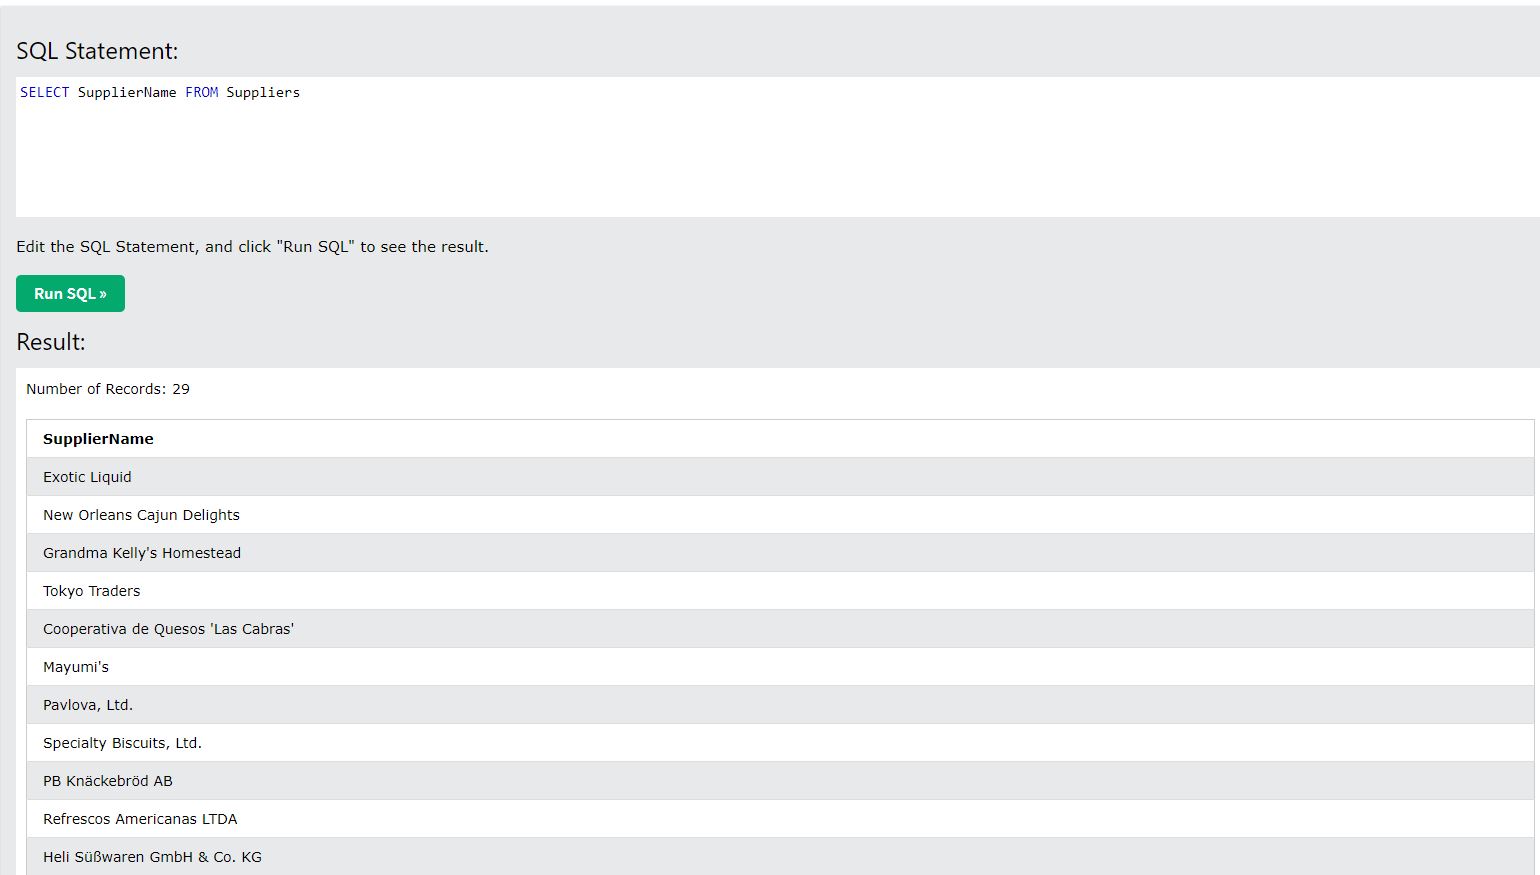 SQL Statement:
SELECT SupplierName FROM Suppliers
Edit the SQL Statement, and click "Run SQL" to see the result.
Run SQL »
Result:
Number of Records: 29
SupplierName
Exotic Liquid
New Orleans Cajun Delights
Grandma Kelly's Homestead
Tokyo Traders
Cooperativa de Quesos 'Las Cabras'
Mayumi's
Pavlova, Ltd.
Specialty Biscuits, Ltd.
PB Knäckebröd AB
Refrescos Americanas LTDA
Heli Süßwaren GmbH & Co. KG